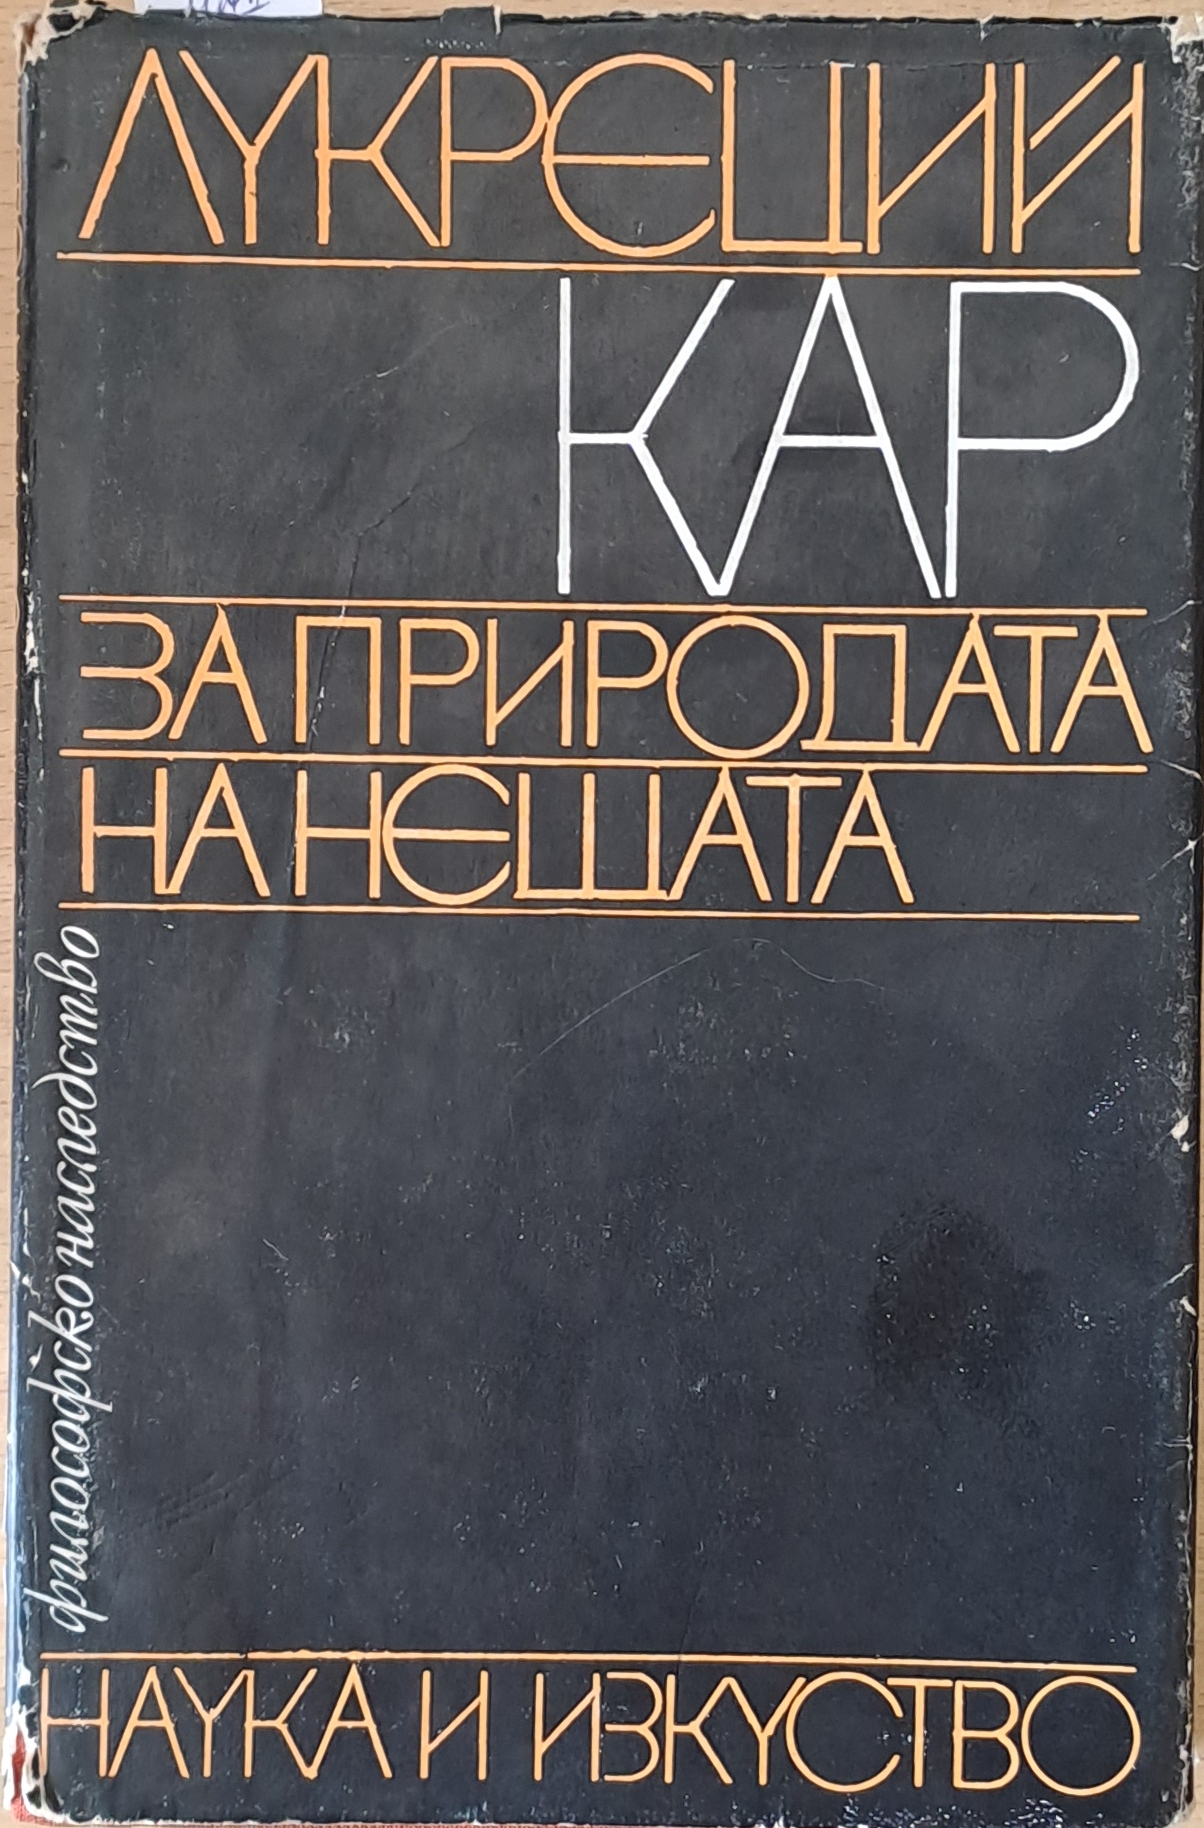 ЛУКРЕЦИЙ
КАР
ЗА ПРИРОДАТА
НА НЕЩАТА
философско наследство
НАУКА И ИЗКУСТВО